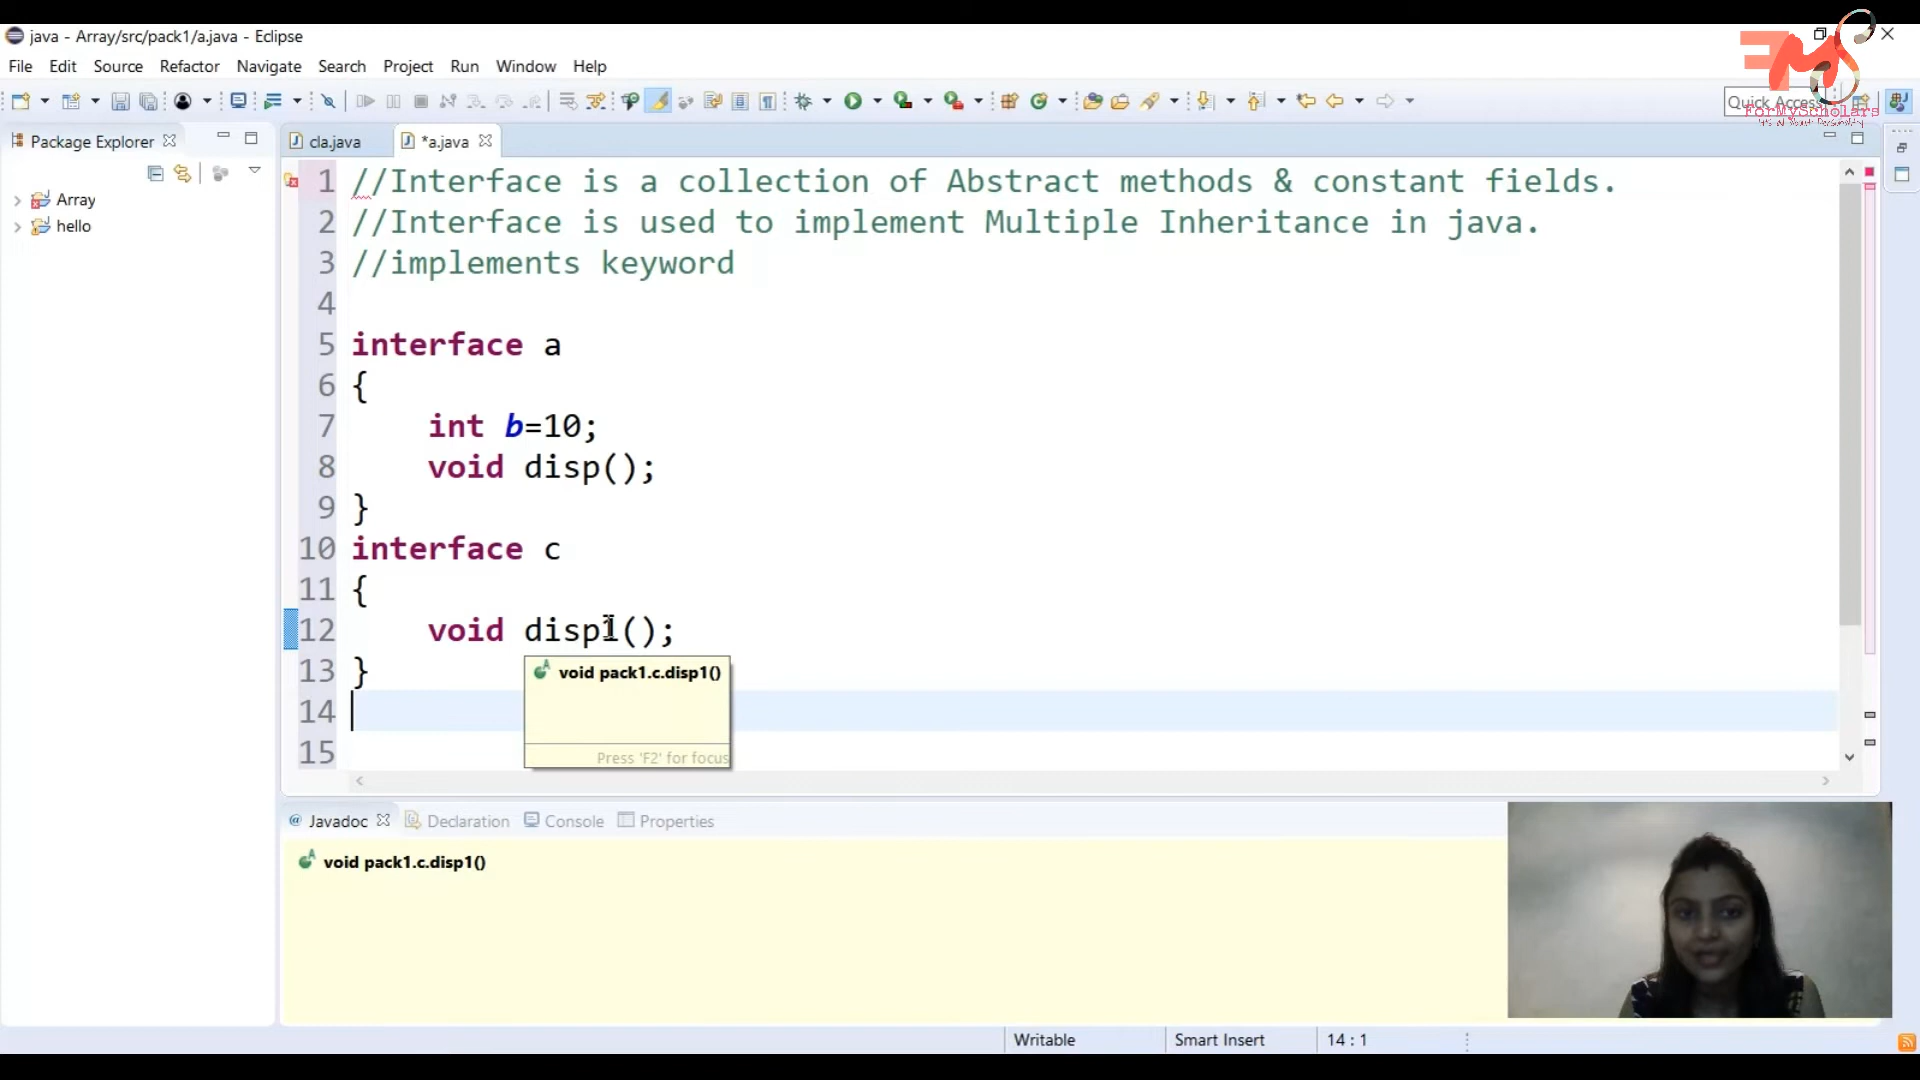 java - Array/src/pack1/a.java - Eclipse
File Edit Source Refactor Navigate Search Project Run Window Help
Quick Access
ForMyScholars
Package Explorer
cla.java
*a.java
Array
hello
1 //Interface is a collection of Abstract methods & constant fields.
2 //Interface is used to implement Multiple Inheritance in java.
3 //implements keyword
4
5 interface a
6 {
7 int b=10;
8 void disp();
9 }
10 interface c
11 {
12 void disp1();
13 }
14
15
void pack1.c.disp1()
Press 'F2' for focus
@ Javadoc Declaration Console Properties
void pack1.c.disp1()
Writable Smart Insert 14 : 1